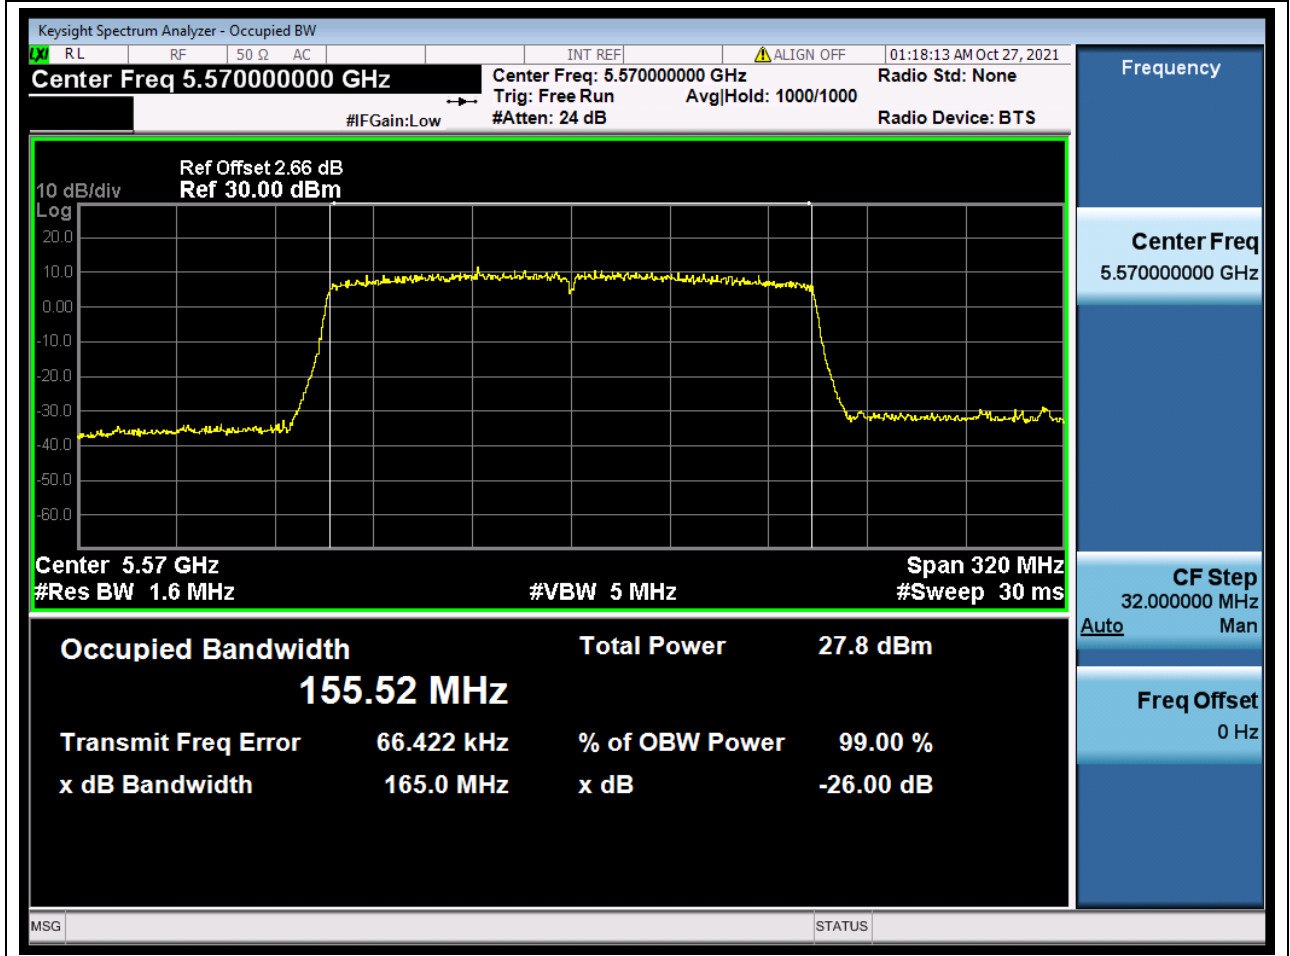 Keysight Spectrum Analyzer - Occupied BW
LXI RL RF 50 Ω AC INT REF ALIGN OFF 01:18:13 AM Oct 27, 2021
Center Freq 5.570000000 GHz
Center Freq: 5.570000000 GHz
Radio Std: None
Trig: Free Run Avg|Hold: 1000/1000
#IFGain:Low
#Atten: 24 dB
Radio Device: BTS
Ref Offset 2.66 dB
10 dB/div Ref 30.00 dBm
Log
20.0
10.0
0.00
-10.0
-20.0
-30.0
-40.0
-50.0
-60.0
Center 5.57 GHz Span 320 MHz
#Res BW 1.6 MHz #VBW 5 MHz #Sweep 30 ms
Occupied Bandwidth Total Power 27.8 dBm
155.52 MHz
Transmit Freq Error 66.422 kHz % of OBW Power 99.00 %
x dB Bandwidth 165.0 MHz x dB -26.00 dB
Frequency
Center Freq
5.570000000 GHz
CF Step
32.000000 MHz
Auto Man
Freq Offset
0 Hz
MSG STATUS